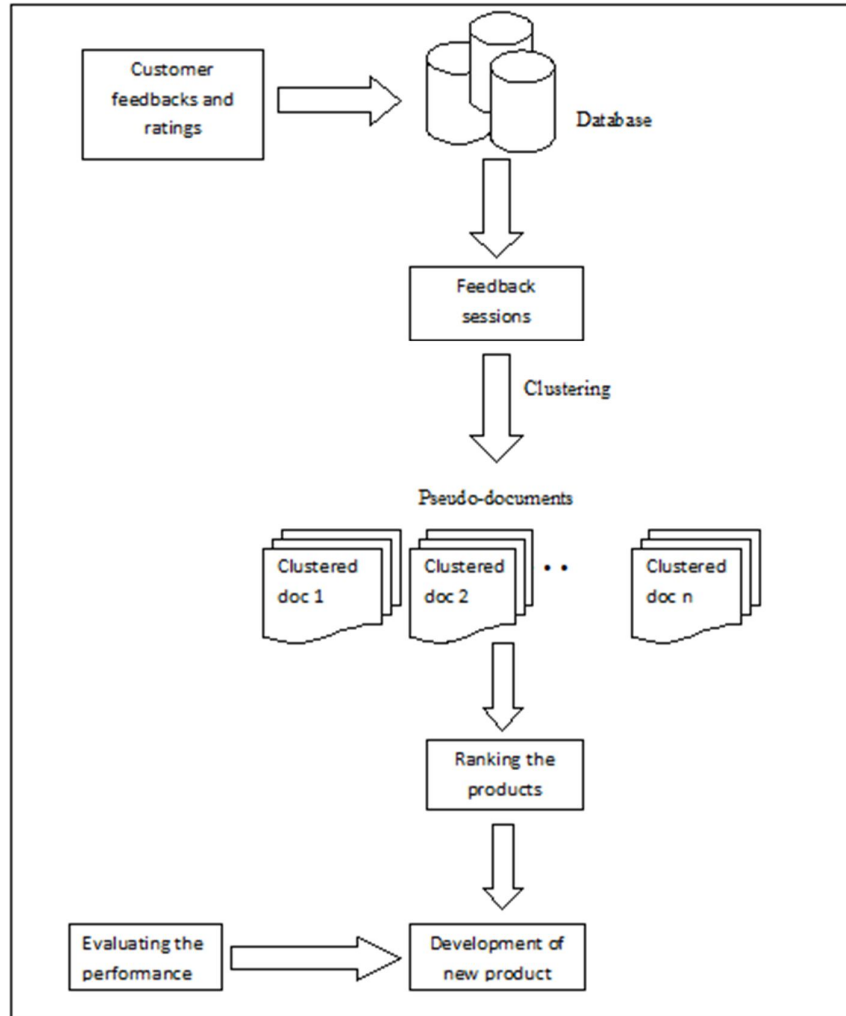 Customer
feedbacks and
ratings
Database
Feedback
sessions
Clustering
Pseudo-documents
Clustered
doc 1
Clustered
doc 2
. .
Clustered
doc n
Ranking the
products
Evaluating the
performance
Development of
new product